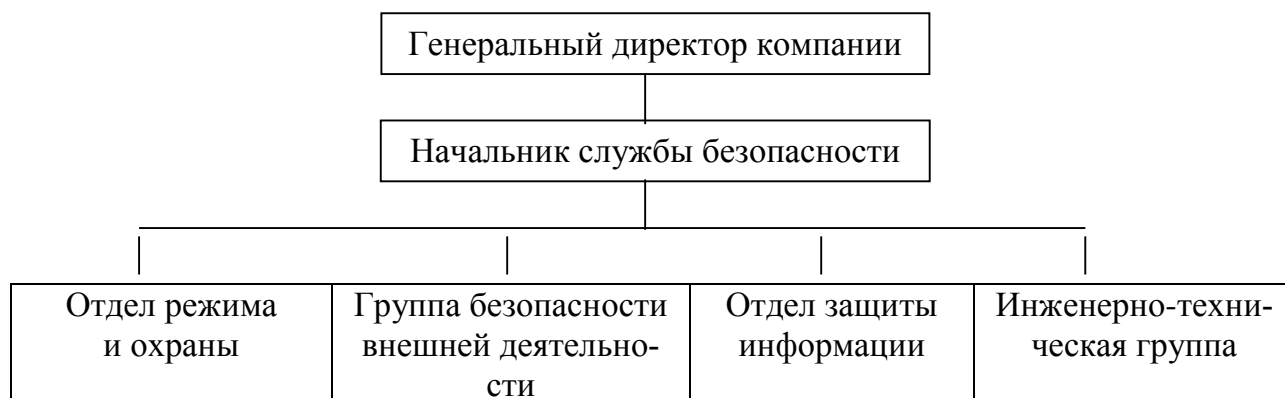 Генеральный директор компании
Начальник службы безопасности
Отдел режима
и охраны
Группа безопасности
внешней деятельно-
сти
Отдел защиты
информации
Инженерно-техни-
ческая группа